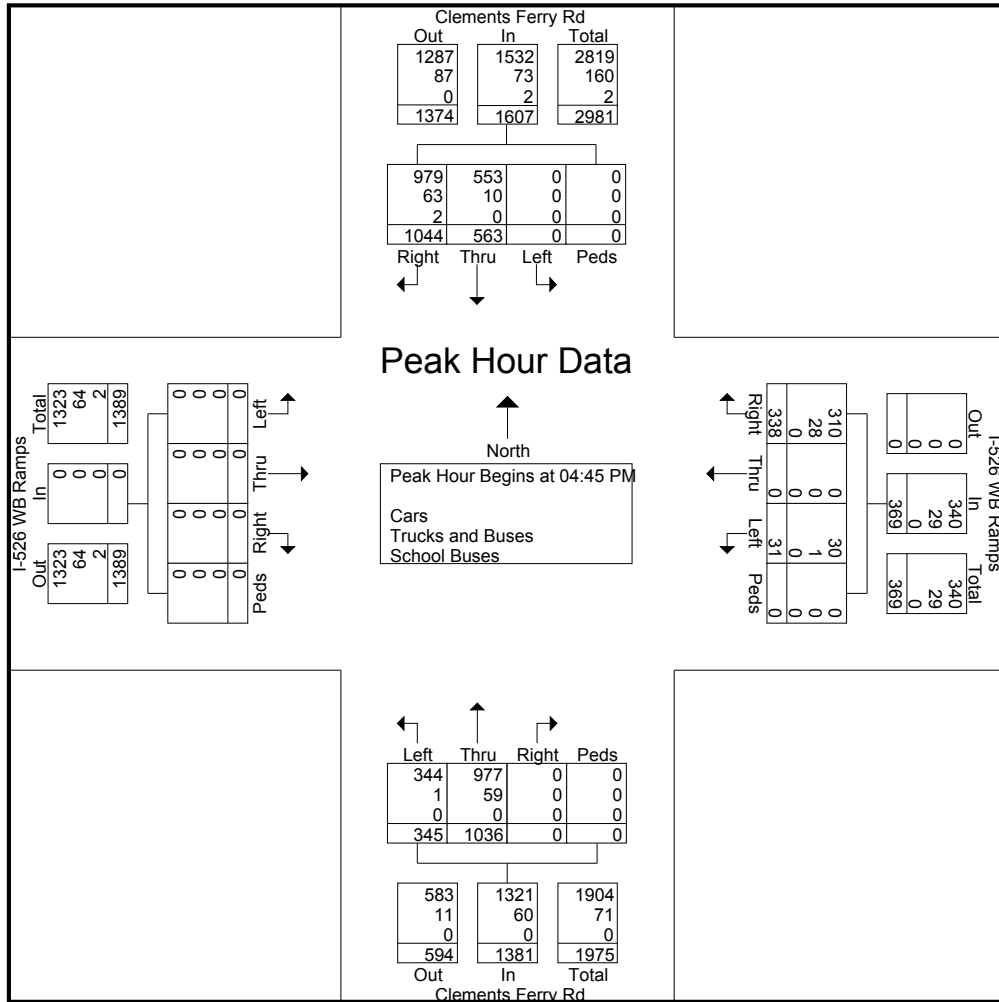 Clements Ferry Rd
Out In Total
1287 1532 2819
87 73 160
0 2 2
1374 1607 2981
979 553 0 0
63 10 0 0
2 0 0 0
1044 563 0 0
Right Thru Left Peds
Peak Hour Data
North
Peak Hour Begins at 04:45 PM
Cars
Trucks and Buses
School Buses
I-526 WB Ramps
Out In Total
1323 0 1323
64 0 64
2 0 2
1389 0 1389
Peds Right Thru Left
0 0 0 0
0 0 0 0
0 0 0 0
0 0 0 0
I-526 WB Ramps
Out In Total
0 340 340
0 29 29
0 0 0
0 369 369
310 0 30 0
28 0 1 0
0 0 0 0
338 0 31 0
Right Thru Left Peds
Left Thru Right Peds
344 977 0 0
1 59 0 0
0 0 0 0
345 1036 0 0
583 1321 1904
11 60 71
0 0 0
594 1381 1975
Out In Total
Clements Ferry Rd